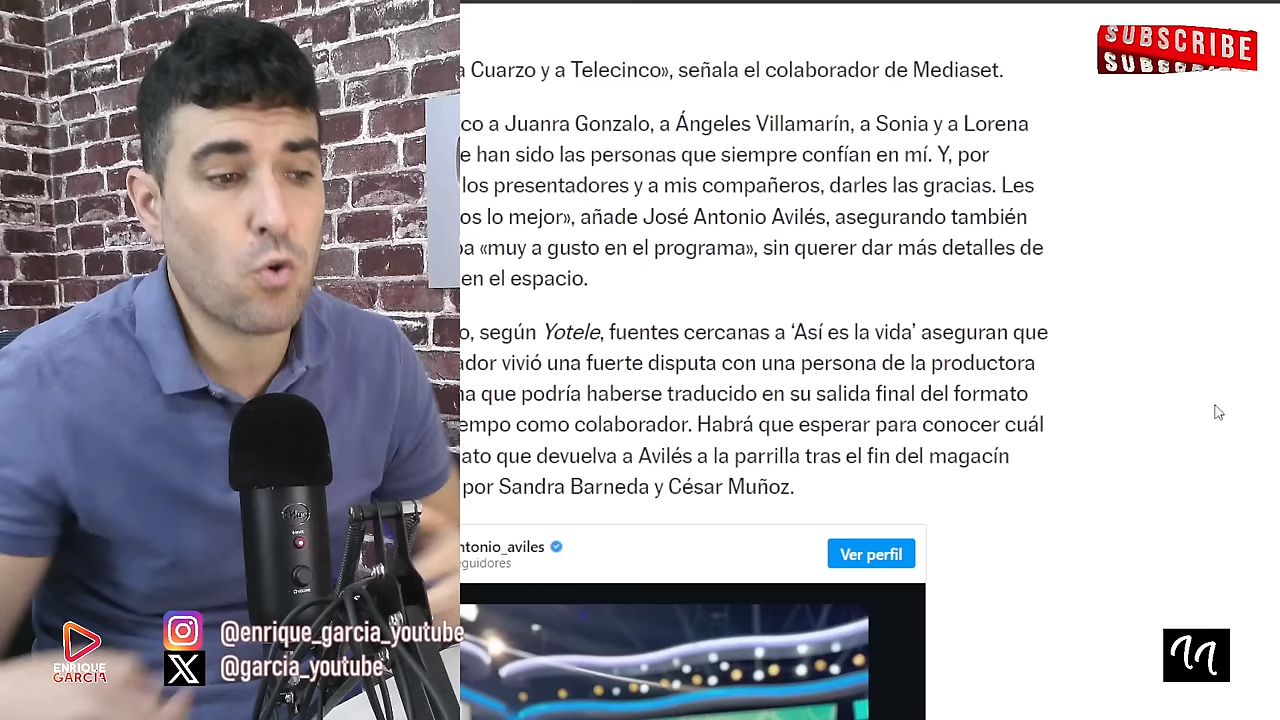 SUBSCRIBE
SUBSCRIBE
a Cuarzo y a Telecinco», señala el colaborador de Mediaset.
co a Juanra Gonzalo, a Ángeles Villamarín, a Sonia y a Lorena
e han sido las personas que siempre confían en mí. Y, por
los presentadores y a mis compañeros, darles las gracias. Les
os lo mejor», añade José Antonio Avilés, asegurando también
ba «muy a gusto en el programa», sin querer dar más detalles de
en el espacio.
o, según Yotele, fuentes cercanas a ‘Así es la vida’ aseguran que
ador vivió una fuerte disputa con una persona de la productora
na que podría haberse traducido en su salida final del formato
empo como colaborador. Habrá que esperar para conocer cuál
ato que devuelva a Avilés a la parrilla tras el fin del magacín
por Sandra Barneda y César Muñoz.
ntonio_aviles
Ver perfil
eguidores
@enrique_garcia_youtube
@garcia_youtube
ENRIQUE
GARCIA